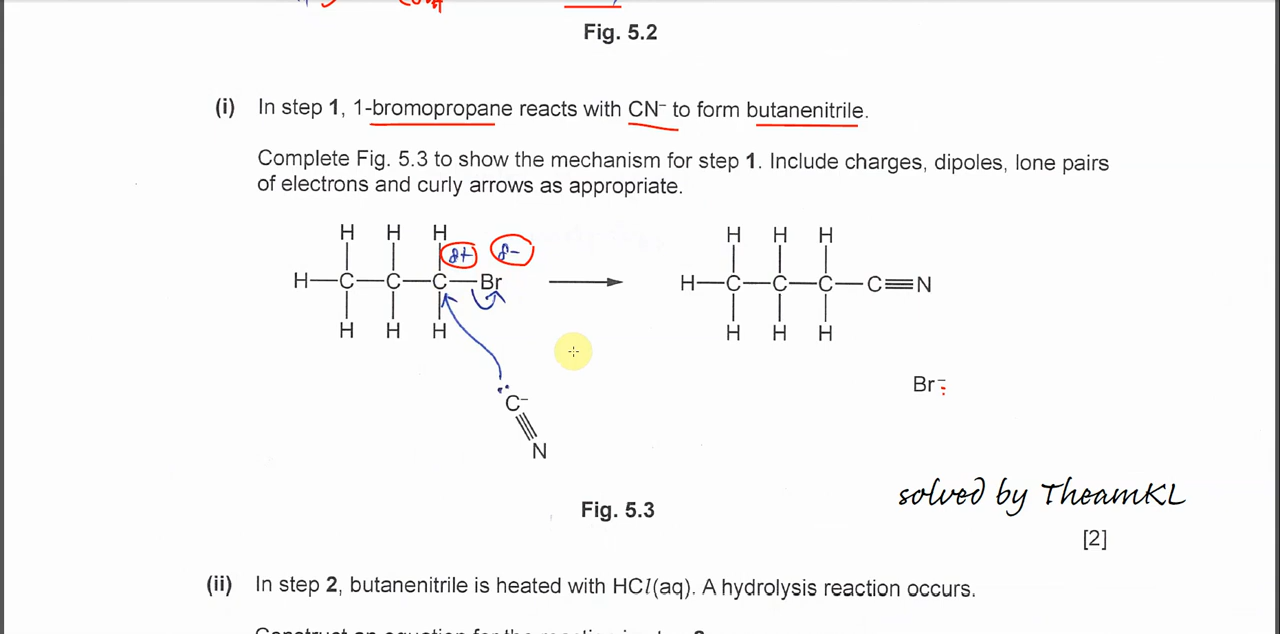 Fig. 5.2
(i) In step 1, 1-bromopropane reacts with CN⁻ to form butanenitrile.
Complete Fig. 5.3 to show the mechanism for step 1. Include charges, dipoles, lone pairs
of electrons and curly arrows as appropriate.
H H H δ+ δ−
H C C C Br
H H H
C⁻
N
H H H
H C C C C N
H H H
Br⁻
Fig. 5.3
solved by TheamKL
[2]
(ii) In step 2, butanenitrile is heated with HCl(aq). A hydrolysis reaction occurs.